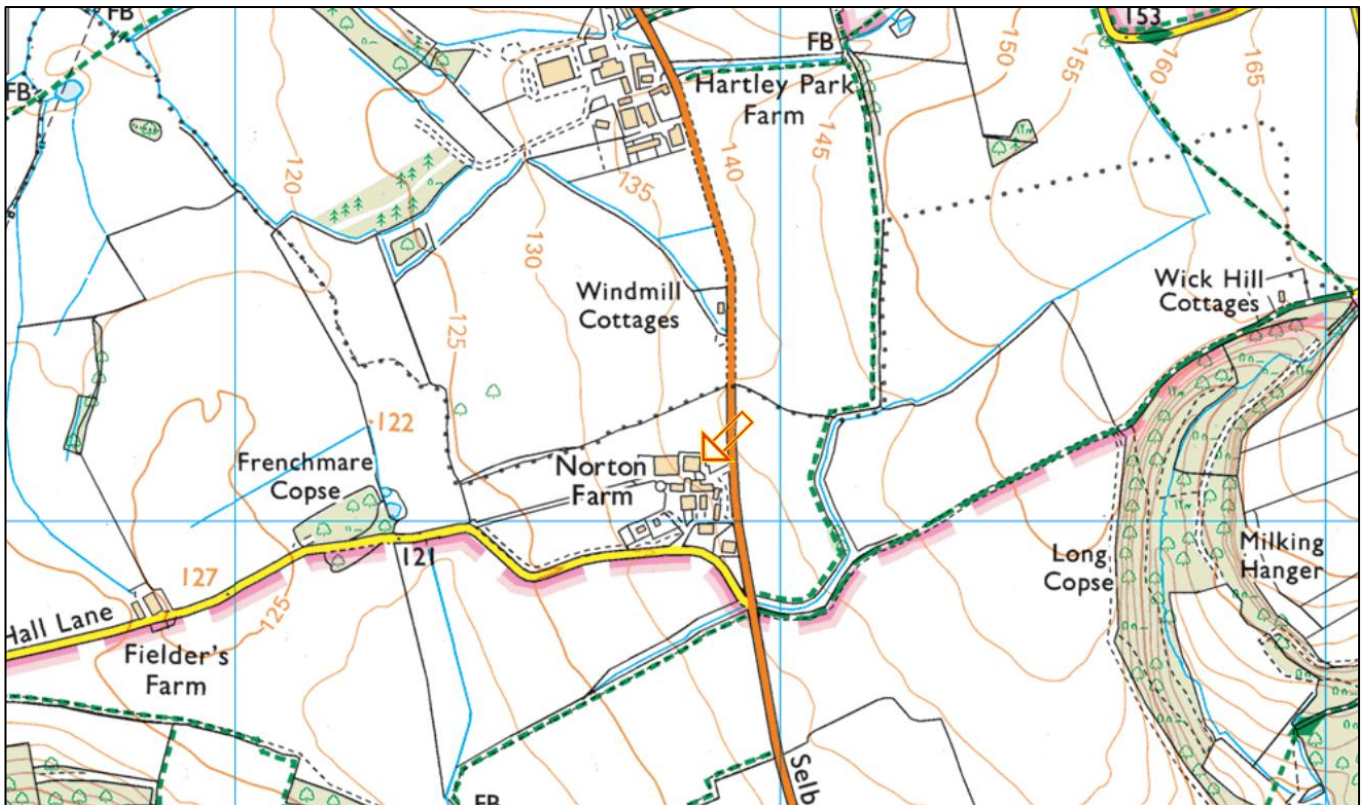 FB
153
FB
FB
Hartley Park
Farm
150
155
160
165
120
135
140
145
130
Windmill
Cottages
Wick Hill
Cottages
125
122
Frenchmare
Copse
Norton
Farm
121
127
Long
Copse
Milking
Hanger
125
Hall Lane
Fielder's
Farm
Selb
FB